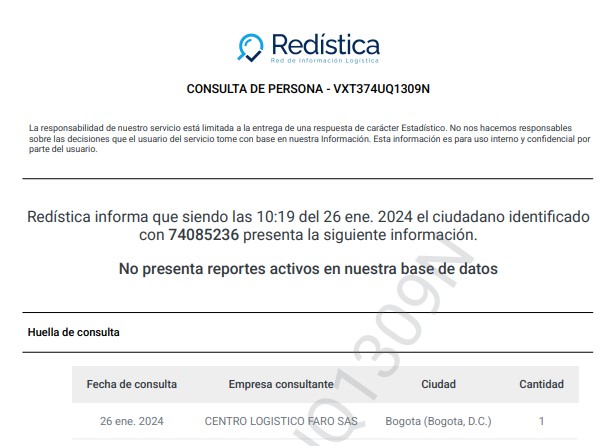 Redística
Red de Información Logística
CONSULTA DE PERSONA - VXT374UQ1309N
La responsabilidad de nuestro servicio está limitada a la entrega de una respuesta de carácter Estadístico. No nos hacemos responsables
sobre las decisiones que el usuario del servicio tome con base en nuestra Información. Esta información es para uso interno y confidencial por
parte del usuario.
Redística informa que siendo las 10:19 del 26 ene. 2024 el ciudadano identificado
con 74085236 presenta la siguiente información.
No presenta reportes activos en nuestra base de datos
Huella de consulta
Fecha de consulta Empresa consultante Ciudad Cantidad
26 ene. 2024 CENTRO LOGISTICO FARO SAS Bogota (Bogota, D.C.) 1
UQ1309N